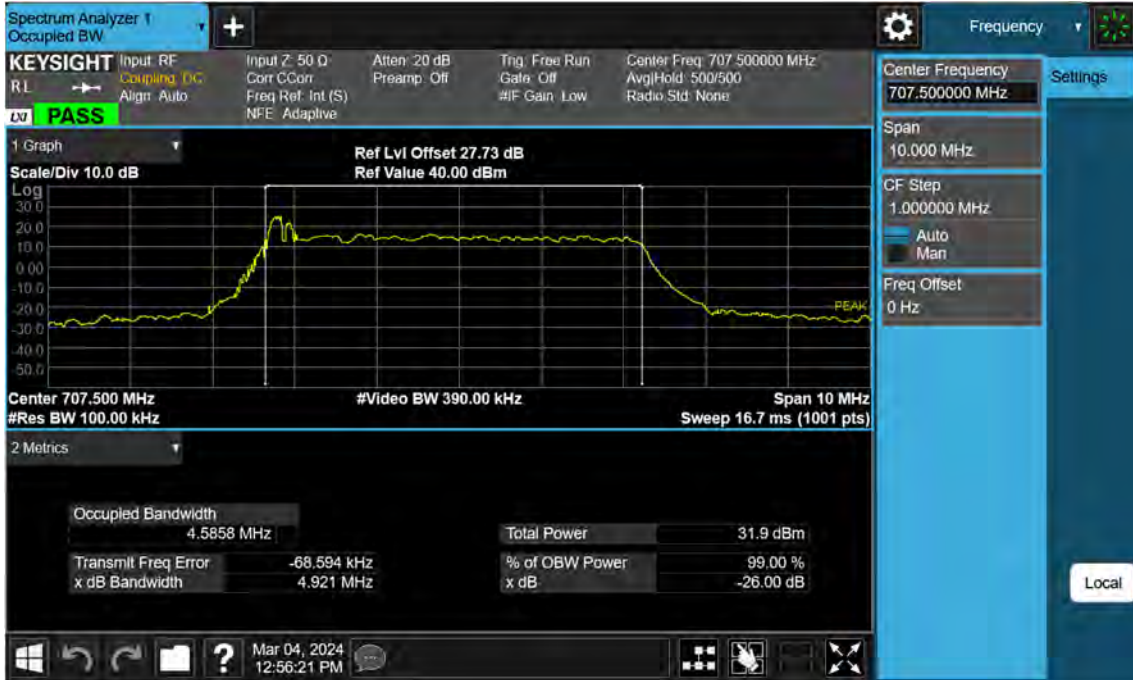 Spectrum Analyzer 1
Occupied BW
+
Frequency
KEYSIGHT
RL
LXI PASS
Input: RF
Coupling: DC
Align: Auto
Input Z: 50 Ω
Corr CCorr
Freq Ref: Int (S)
NFE: Adaptive
Atten: 20 dB
Preamp: Off
Trig: Free Run
Gate: Off
#IF Gain: Low
Center Freq: 707.500000 MHz
Avg|Hold: 500/500
Radio Std: None
Center Frequency
707.500000 MHz
Settings
Span
10.000 MHz
CF Step
1.000000 MHz
Auto
Man
Freq Offset
0 Hz
1 Graph
Scale/Div 10.0 dB
Ref Lvl Offset 27.73 dB
Ref Value 40.00 dBm
Log
30.0
20.0
10.0
0.00
-10.0
-20.0
-30.0
-40.0
-50.0
PEAK
Center 707.500 MHz
#Res BW 100.00 kHz
#Video BW 390.00 kHz
Span 10 MHz
Sweep 16.7 ms (1001 pts)
2 Metrics
Occupied Bandwidth
4.5858 MHz
Total Power 31.9 dBm
Transmit Freq Error -68.594 kHz
% of OBW Power 99.00 %
x dB Bandwidth 4.921 MHz
x dB -26.00 dB
Local
?
Mar 04, 2024
12:56:21 PM